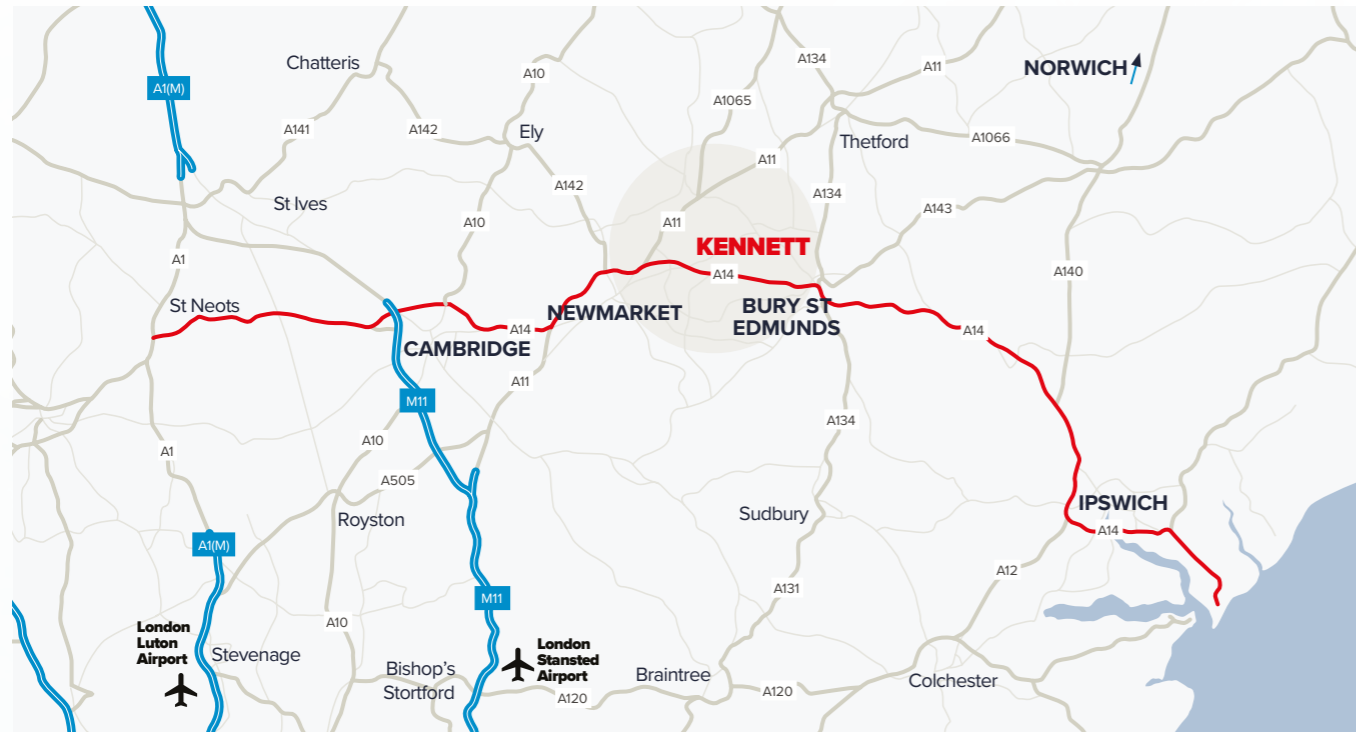 A134
A11
NORWICH
Chatteris
A10
A1(M)
A1065
A141
A142
Ely
Thetford
A1066
A11
A142
A134
St Ives
A143
A10
A11
KENNETT
A1
A14
A140
St Neots
NEWMARKET
BURY ST
EDMUNDS
A14
A14
CAMBRIDGE
A11
M11
A134
A10
A1
A505
IPSWICH
Royston
Sudbury
A14
A1(M)
A12
A131
M11
A10
London
Luton
Airport
Stevenage
London
Stansted
Airport
Bishop's
Stortford
Braintree
Colchester
A120
A120